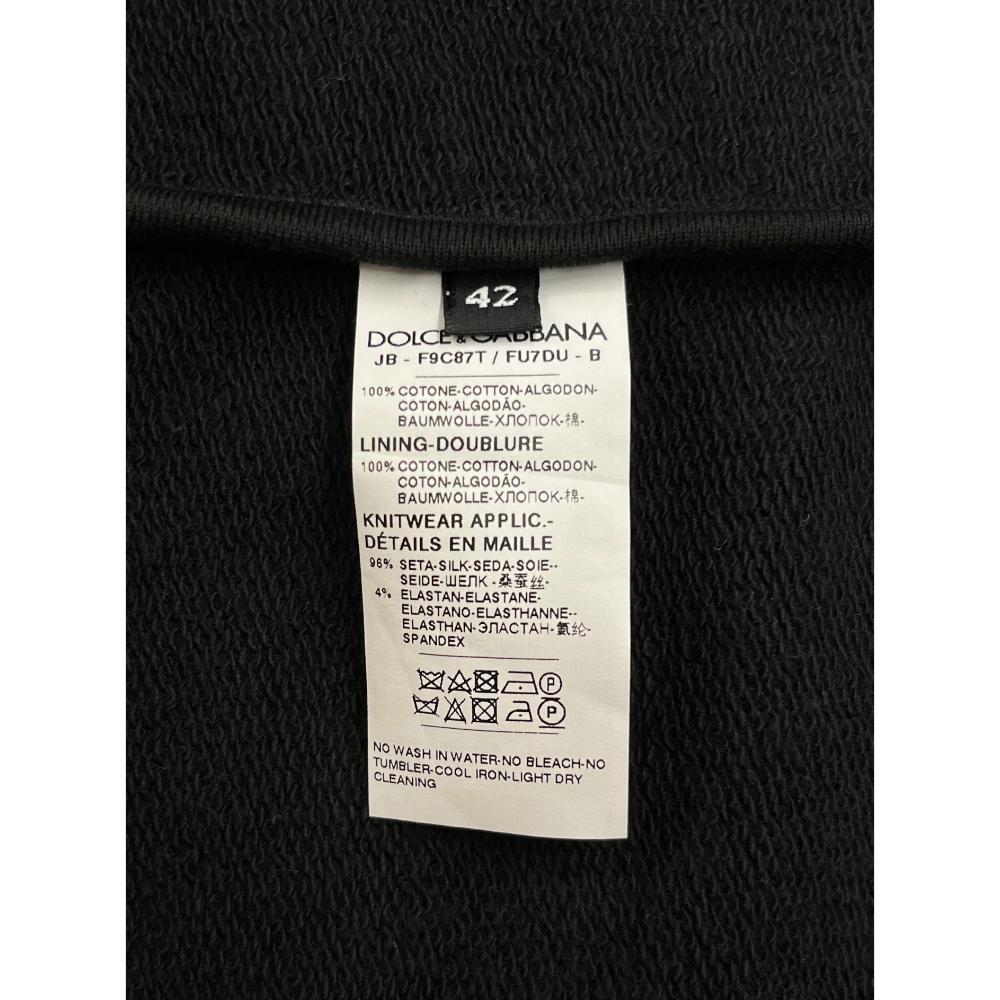 42
DOLCE & GABBANA
JB - F9C87T / FU7DU - B
100% COTONE-COTTON-ALGODON-
COTON-ALGODÃO-
BAUMWOLLE-ХЛОПОК-棉-
LINING-DOUBLURE
100% COTONE-COTTON-ALGODON-
COTON-ALGODÃO-
BAUMWOLLE-ХЛОПОК-棉-
KNITWEAR APPLIC.-
DÉTAILS EN MAILLE
96% SETA-SILK-SEDA-SOIE--
SEIDE-ШЕЛК -桑蚕丝-
4% ELASTAN-ELASTANE-
ELASTANO-ELASTHANNE--
ELASTHAN-ЭЛАСТАН-氨纶-
SPANDEX
P
P
NO WASH IN WATER-NO BLEACH-NO
TUMBLER-COOL IRON-LIGHT DRY
CLEANING